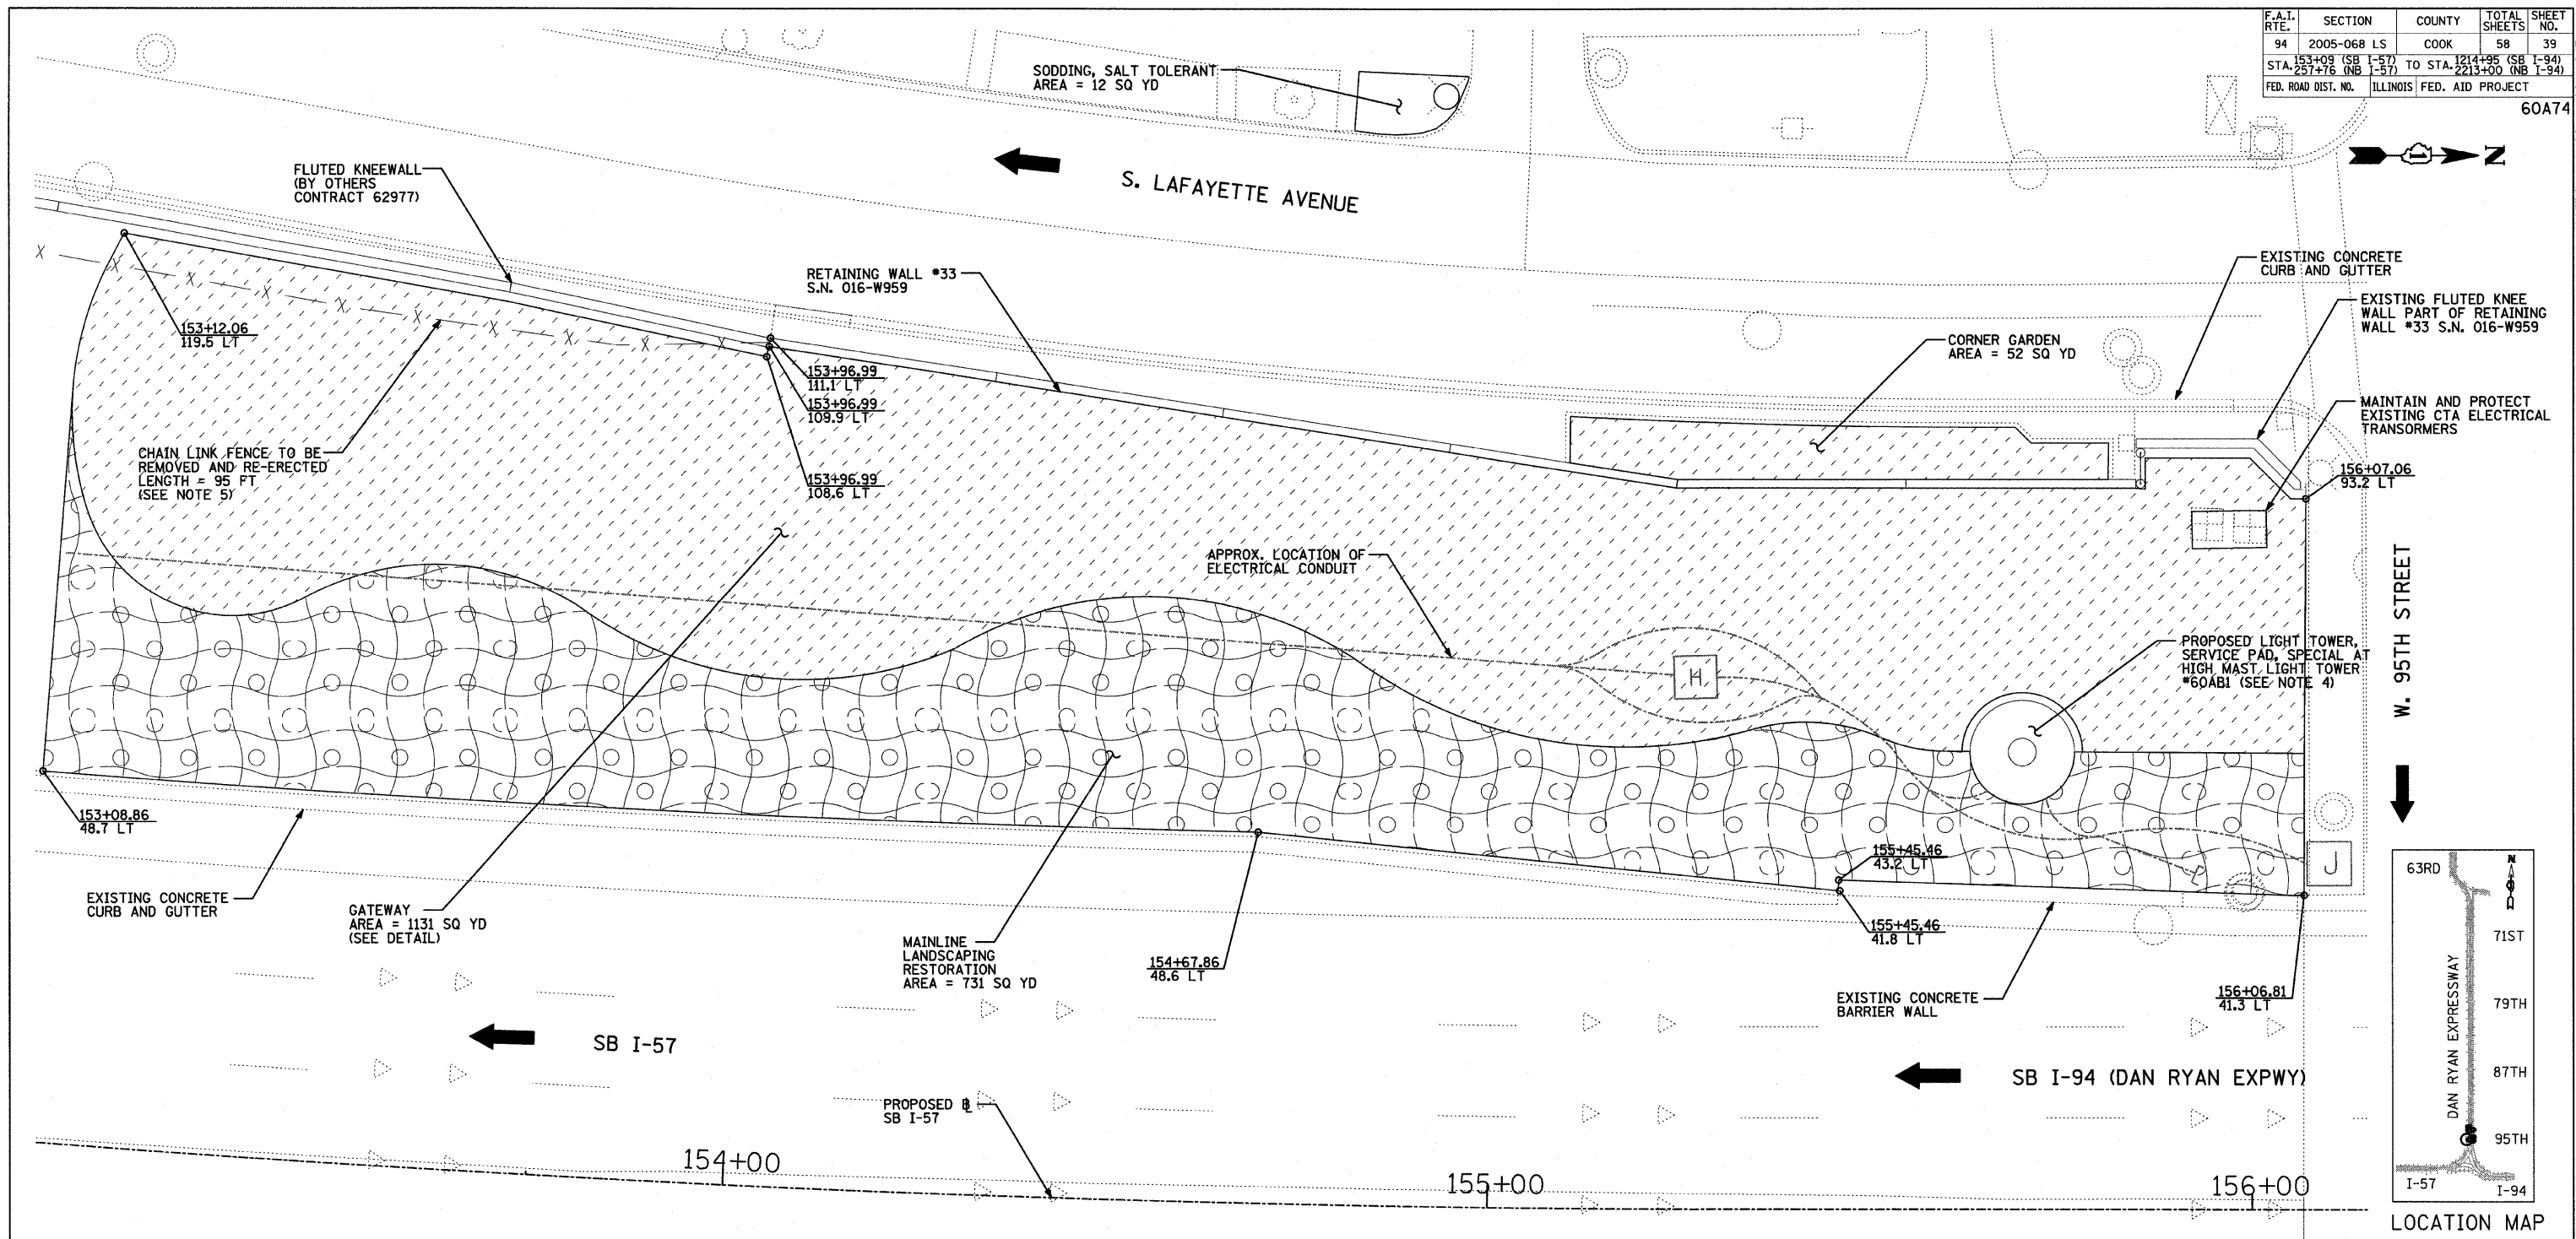 F.A.I. RTE. SECTION COUNTY TOTAL SHEETS SHEET NO.
94 2005-068 LS COOK 58 39
STA. 153+09 (SB I-57) TO STA. 1214+95 (SB I-94)
257+76 (NB I-57) 2213+00 (NB I-94)
FED. ROAD DIST. NO. ILLINOIS FED. AID PROJECT
60A74
N
SODDING, SALT TOLERANT
AREA = 12 SQ YD
S. LAFAYETTE AVENUE
FLUTED KNEEWALL
(BY OTHERS
CONTRACT 62977)
RETAINING WALL #33
S.N. 016-W959
EXISTING CONCRETE
CURB AND GUTTER
EXISTING FLUTED KNEE
WALL PART OF RETAINING
WALL #33 S.N. 016-W959
CORNER GARDEN
AREA = 52 SQ YD
MAINTAIN AND PROTECT
EXISTING CTA ELECTRICAL
TRANSORMERS
153+12.06
119.5 LT
153+96.99
111.1 LT
153+96.99
109.9 LT
153+96.99
108.6 LT
156+07.06
93.2 LT
CHAIN LINK FENCE TO BE
REMOVED AND RE-ERECTED
LENGTH = 95 FT
(SEE NOTE 5)
APPROX. LOCATION OF
ELECTRICAL CONDUIT
H
PROPOSED LIGHT TOWER,
SERVICE PAD, SPECIAL AT
HIGH MAST LIGHT TOWER
#60AB1 (SEE NOTE 4)
W. 95TH STREET
153+08.86
48.7 LT
EXISTING CONCRETE
CURB AND GUTTER
GATEWAY
AREA = 1131 SQ YD
(SEE DETAIL)
MAINLINE
LANDSCAPING
RESTORATION
AREA = 731 SQ YD
154+67.86
48.6 LT
155+45.46
43.2 LT
155+45.46
41.8 LT
J
EXISTING CONCRETE
BARRIER WALL
156+06.81
41.3 LT
SB I-57
SB I-94 (DAN RYAN EXPWY)
PROPOSED BL
SB I-57
154+00
155+00
156+00
63RD
N
71ST
79TH
87TH
95TH
DAN RYAN EXPRESSWAY
I-57
I-94
LOCATION MAP